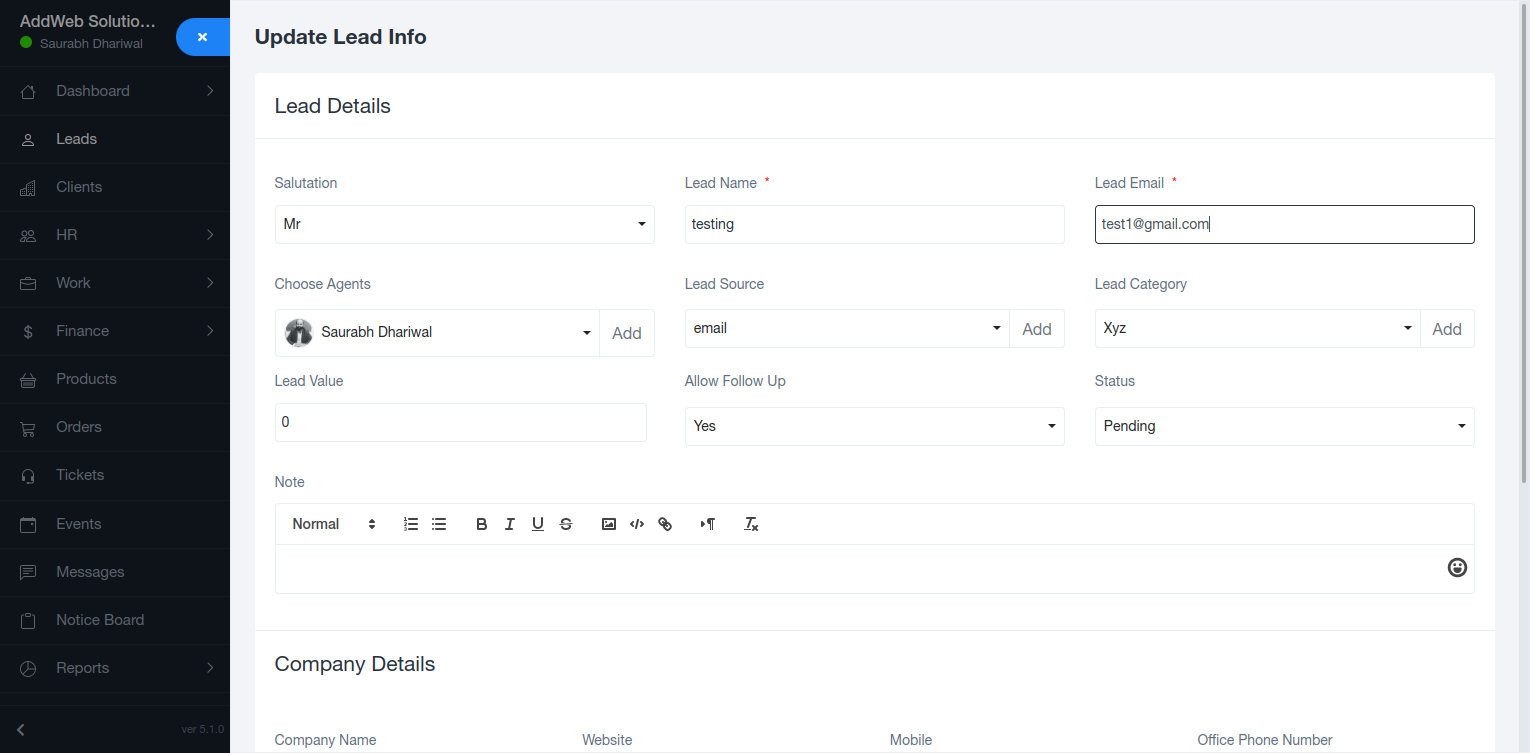 AddWeb Solutio...
Saurabh Dhariwal
Dashboard
Leads
Clients
HR
Work
Finance
Products
Orders
Tickets
Events
Messages
Notice Board
Reports
ver 5.1.0
Update Lead Info
Lead Details
Salutation
Lead Name *
Lead Email *
Mr
testing
test1@gmail.com
Choose Agents
Lead Source
Lead Category
Saurabh Dhariwal
Add
email
Add
Xyz
Add
Lead Value
Allow Follow Up
Status
0
Yes
Pending
Note
Normal
Company Details
Company Name
Website
Mobile
Office Phone Number